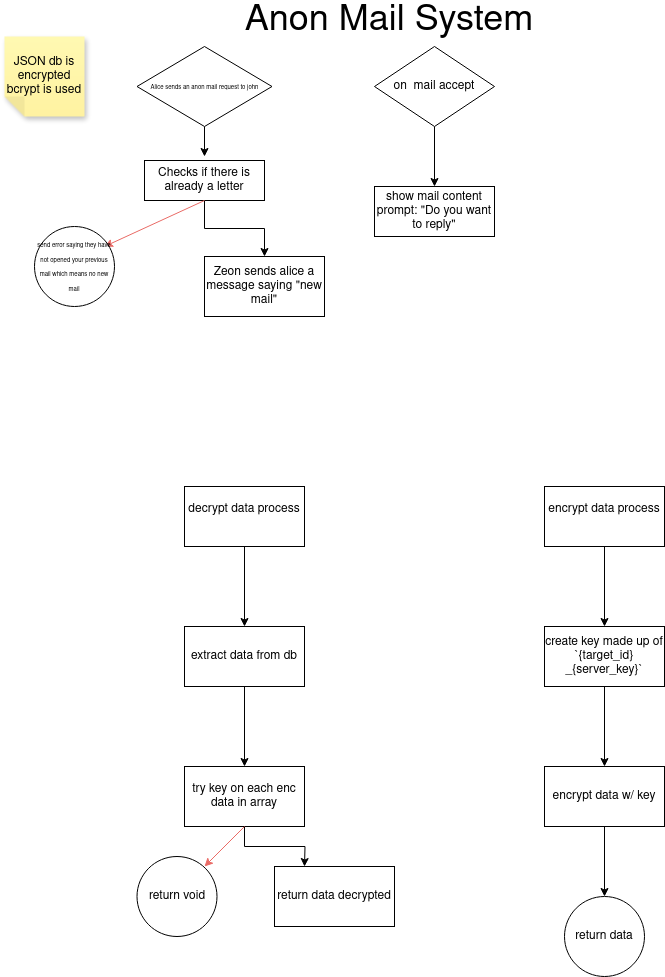 Anon Mail System
JSON db is
encrypted
bcrypt is used
Alice sends an anon mail request to john
on  mail accept
Checks if there is
already a letter
show mail content
prompt: "Do you want
to reply"
send error saying they have
not opened your previous
mail which means no new
mail
Zeon sends alice a
message saying "new
mail"
decrypt data process
encrypt data process
extract data from db
create key made up of
`{target_id}
_{server_key}`
try key on each enc
data in array
encrypt data w/ key
return void
return data decrypted
return data